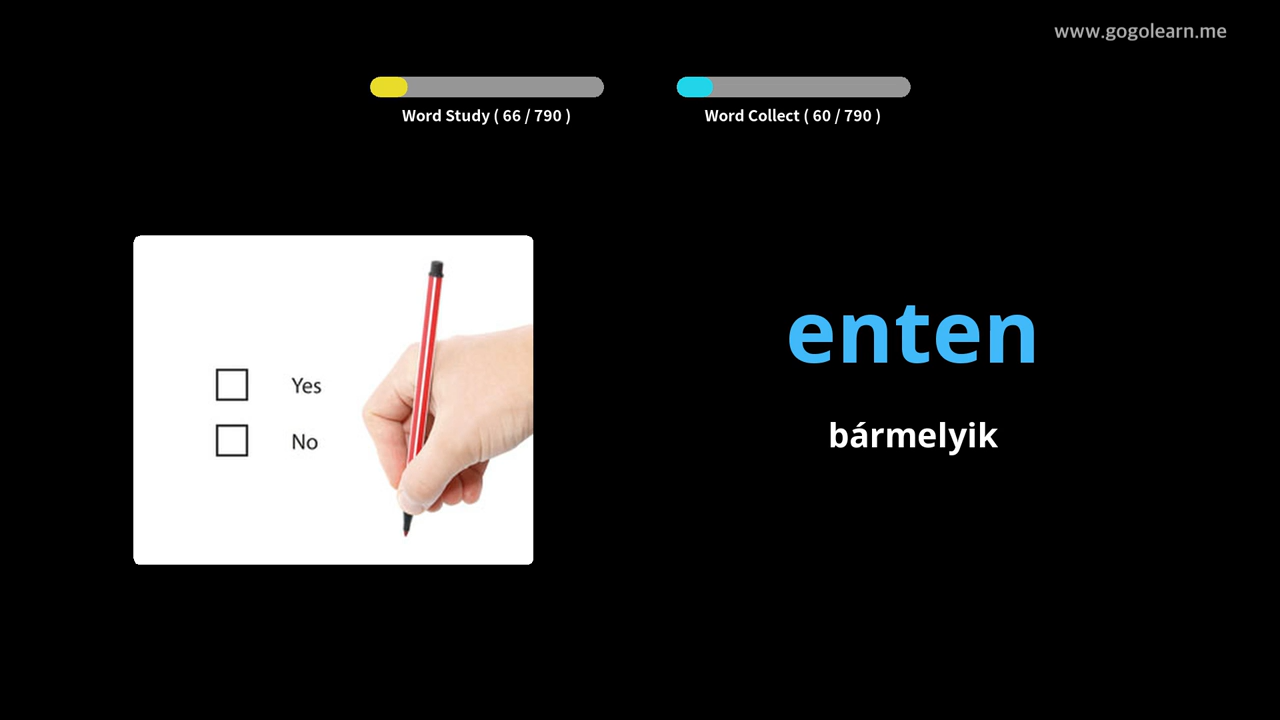 www.gogolearn.me
Word Study ( 66 / 790 )
Word Collect ( 60 / 790 )
Yes
No
enten
bármelyik